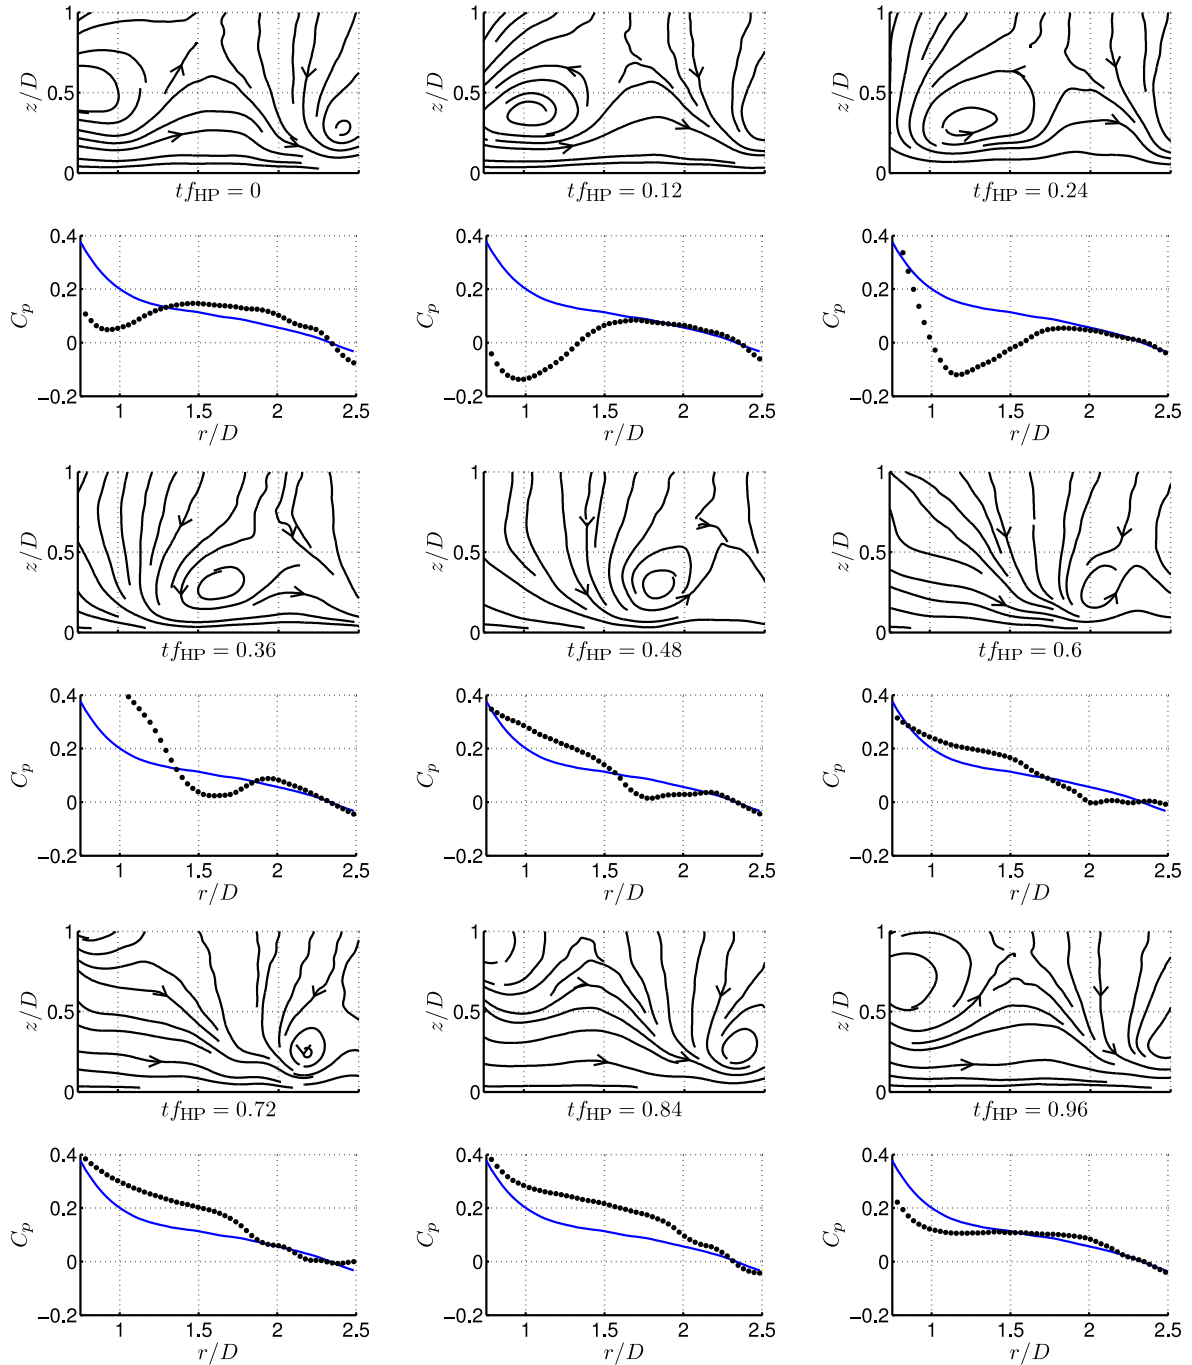 1
1
1
z/D
z/D
z/D
0.5
0.5
0.5
0
0
0
tf_HP = 0
tf_HP = 0.12
tf_HP = 0.24
0.4
0.4
0.4
0.2
0.2
0.2
C_p
C_p
C_p
0
0
0
−0.2
−0.2
−0.2
1 1.5 2 2.5
1 1.5 2 2.5
1 1.5 2 2.5
r/D
r/D
r/D
1
1
1
z/D
z/D
z/D
0.5
0.5
0.5
0
0
0
tf_HP = 0.36
tf_HP = 0.48
tf_HP = 0.6
0.4
0.4
0.4
0.2
0.2
0.2
C_p
C_p
C_p
0
0
0
−0.2
−0.2
−0.2
1 1.5 2 2.5
1 1.5 2 2.5
1 1.5 2 2.5
r/D
r/D
r/D
1
1
1
z/D
z/D
z/D
0.5
0.5
0.5
0
0
0
tf_HP = 0.72
tf_HP = 0.84
tf_HP = 0.96
0.4
0.4
0.4
0.2
0.2
0.2
C_p
C_p
C_p
0
0
0
−0.2
−0.2
−0.2
1 1.5 2 2.5
1 1.5 2 2.5
1 1.5 2 2.5
r/D
r/D
r/D